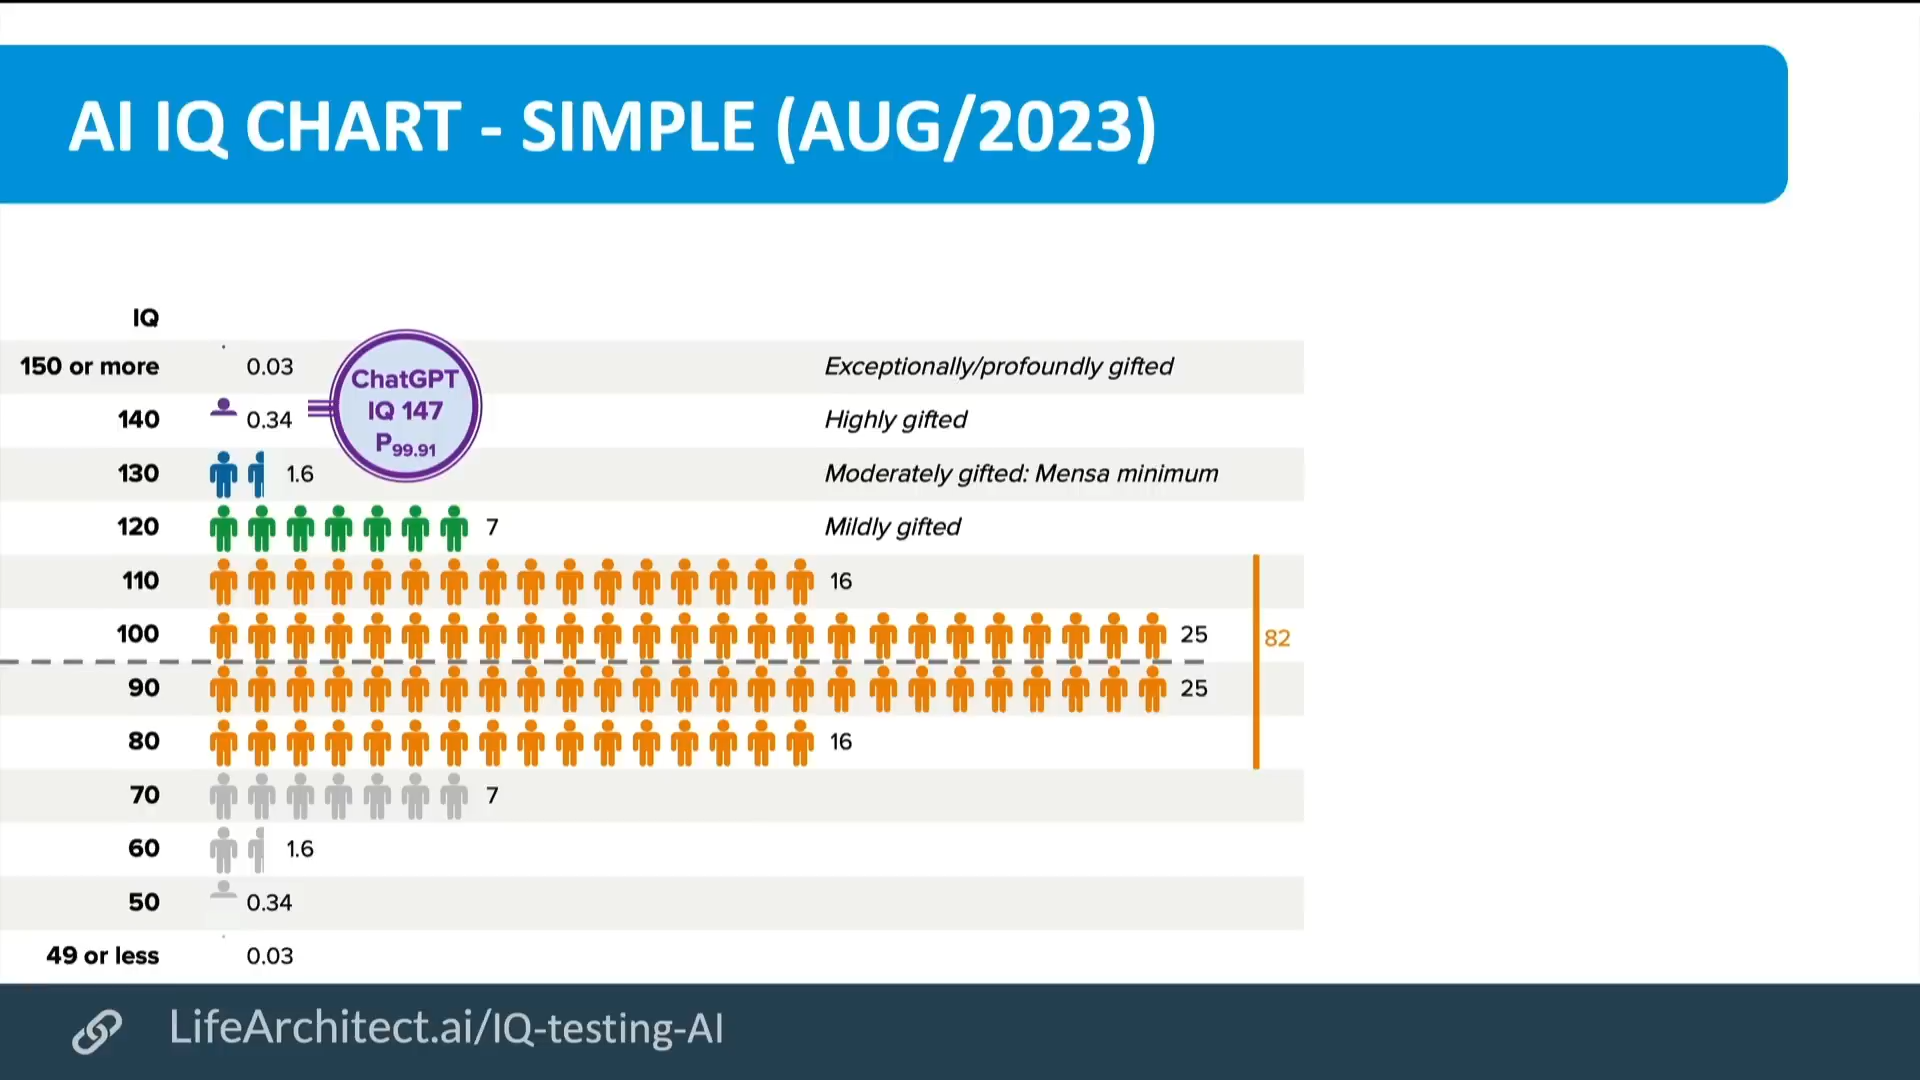 AI IQ CHART - SIMPLE (AUG/2023)
IQ
150 or more 0.03 Exceptionally/profoundly gifted
ChatGPT
IQ 147
P99.91
140 0.34 Highly gifted
130 1.6 Moderately gifted: Mensa minimum
120 7 Mildly gifted
110 16
100 25
82
90 25
80 16
70 7
60 1.6
50 0.34
49 or less 0.03
LifeArchitect.ai/IQ-testing-AI